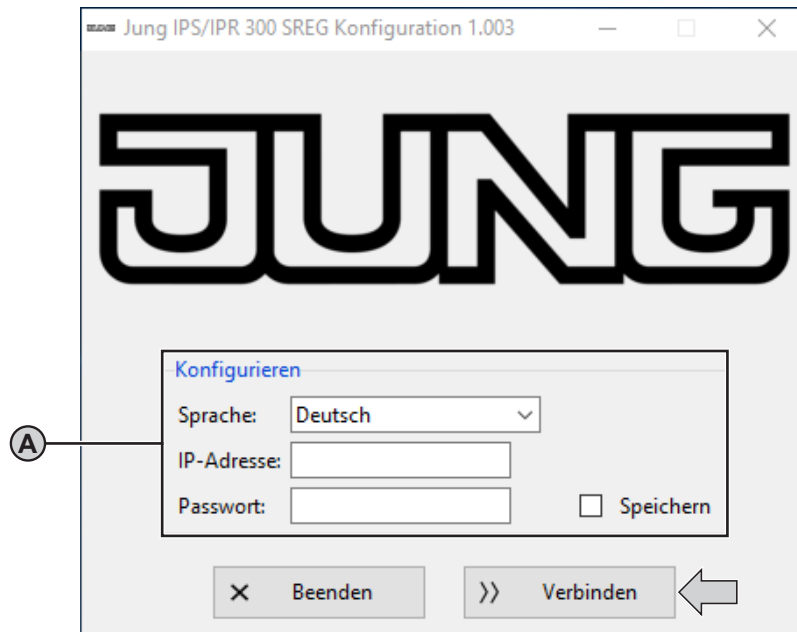 Jung IPS/IPR 300 SREG Konfiguration 1.003
JUNG
Konfigurieren
Sprache: Deutsch
A
IP-Adresse:
Passwort: Speichern
Beenden Verbinden